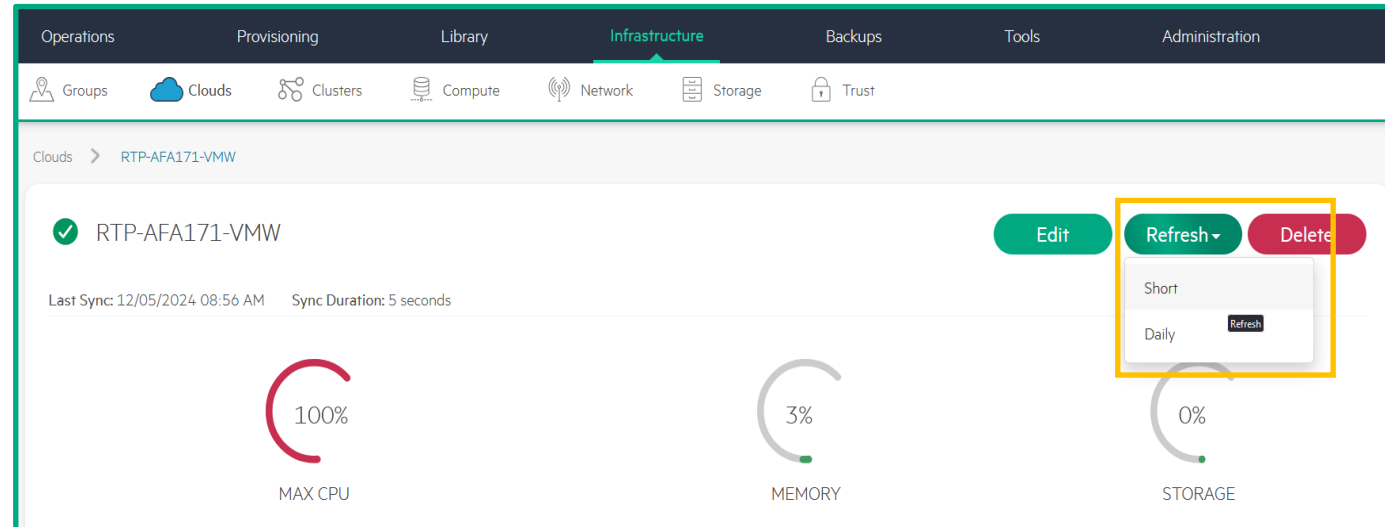 Operations Provisioning Library Infrastructure Backups Tools Administration
Groups Clouds Clusters Compute Network Storage Trust
Clouds > RTP-AFA171-VMW
RTP-AFA171-VMW Edit Refresh Delete
Last Sync: 12/05/2024 08:56 AM Sync Duration: 5 seconds
Short
Refresh
Daily
100% 3% 0%
MAX CPU MEMORY STORAGE